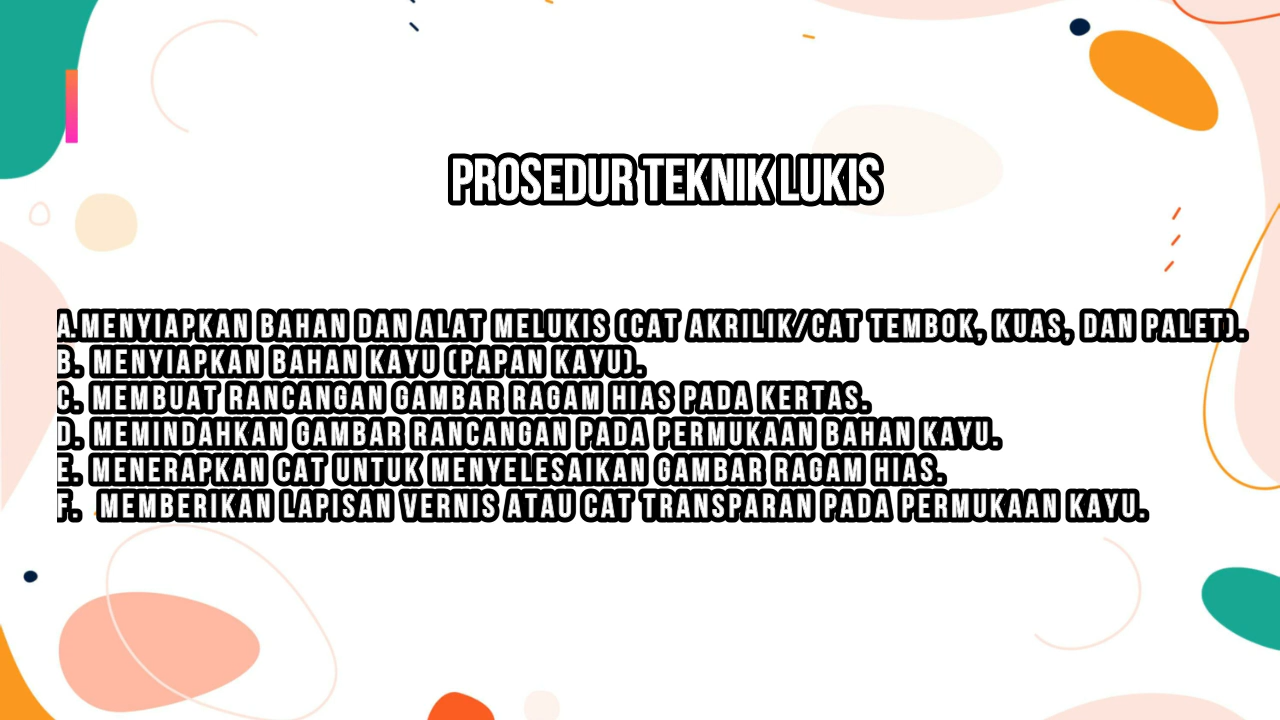 PROSEDUR TEKNIK LUKIS
A.MENYIAPKAN BAHAN DAN ALAT MELUKIS (CAT AKRILIK/CAT TEMBOK, KUAS, DAN PALET).
B. MENYIAPKAN BAHAN KAYU (PAPAN KAYU).
C. MEMBUAT RANCANGAN GAMBAR RAGAM HIAS PADA KERTAS.
D. MEMINDAHKAN GAMBAR RANCANGAN PADA PERMUKAAN BAHAN KAYU.
E. MENERAPKAN CAT UNTUK MENYELESAIKAN GAMBAR RAGAM HIAS.
F. MEMBERIKAN LAPISAN VERNIS ATAU CAT TRANSPARAN PADA PERMUKAAN KAYU.